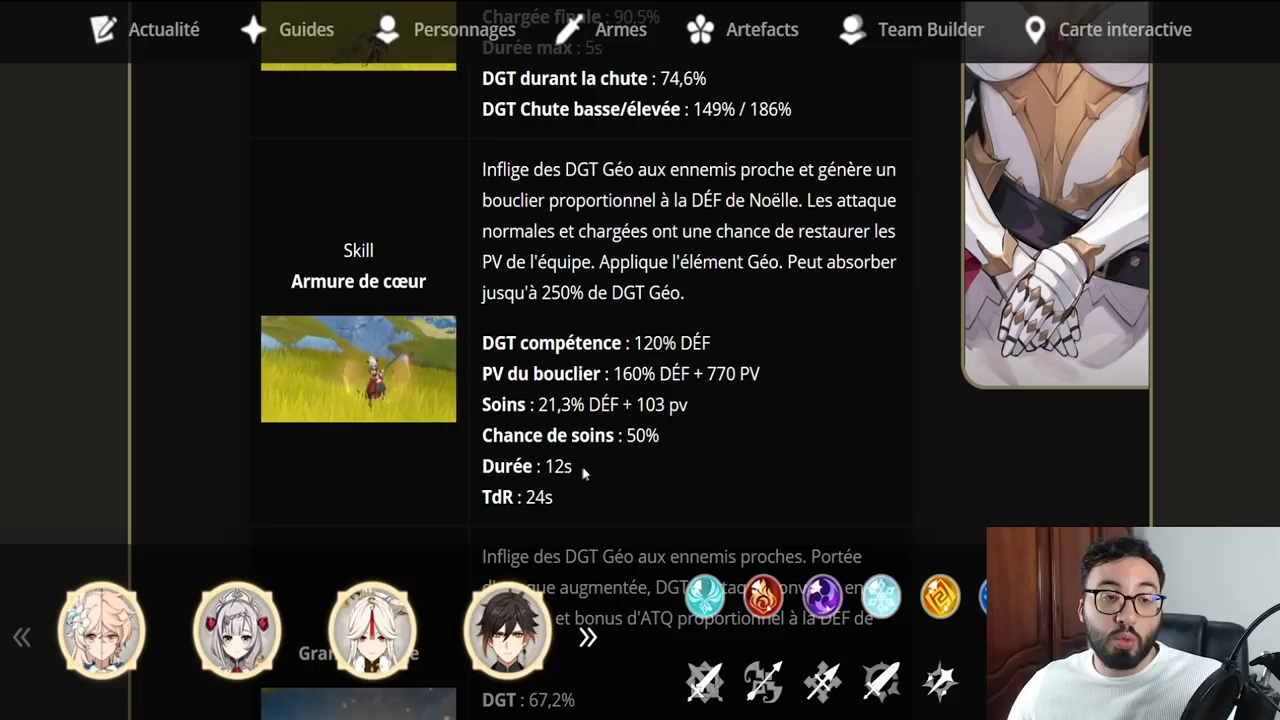 Actualité
Guides
Personnages
Armes
Artefacts
Team Builder
Carte interactive
Chargée finale : 90,5%
Durée max : 5s
DGT durant la chute : 74,6%
DGT Chute basse/élevée : 149% / 186%
Skill
Armure de cœur
Inflige des DGT Géo aux ennemis proche et génère un
bouclier proportionnel à la DÉF de Noëlle. Les attaque
normales et chargées ont une chance de restaurer les
PV de l'équipe. Applique l'élément Géo. Peut absorber
jusqu'à 250% de DGT Géo.
DGT compétence : 120% DÉF
PV du bouclier : 160% DÉF + 770 PV
Soins : 21,3% DÉF + 103 pv
Chance de soins : 50%
Durée : 12s
TdR : 24s
Inflige des DGT Géo aux ennemis proches. Portée
augmentée, DGT
et bonus d'ATQ proportionnel à la DÉF de
DGT : 67,2%